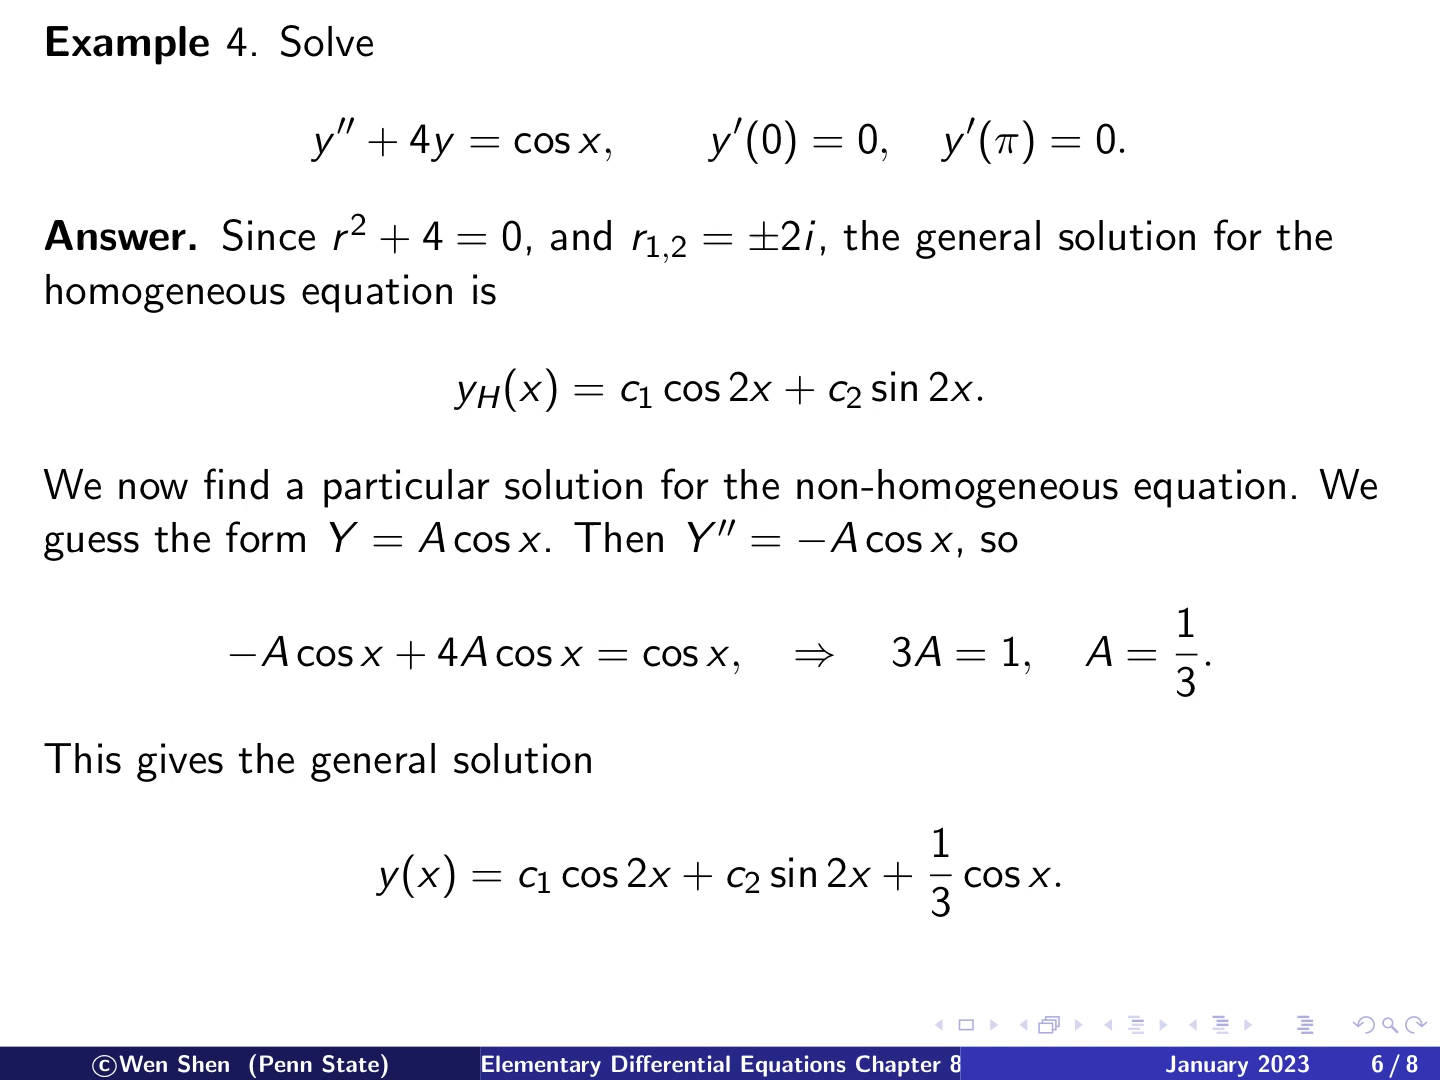 Example 4. Solve
y″ + 4y = cos x, y′(0) = 0, y′(π) = 0.
Answer. Since r² + 4 = 0, and r₁,₂ = ±2i, the general solution for the
homogeneous equation is
y_H(x) = c₁ cos 2x + c₂ sin 2x.
We now find a particular solution for the non-homogeneous equation. We
guess the form Y = A cos x. Then Y″ = −A cos x, so
−A cos x + 4A cos x = cos x, ⇒ 3A = 1, A = 1/3.
This gives the general solution
y(x) = c₁ cos 2x + c₂ sin 2x + 1/3 cos x.
©Wen Shen (Penn State) Elementary Differential Equations Chapter 8 January 2023 6 / 8